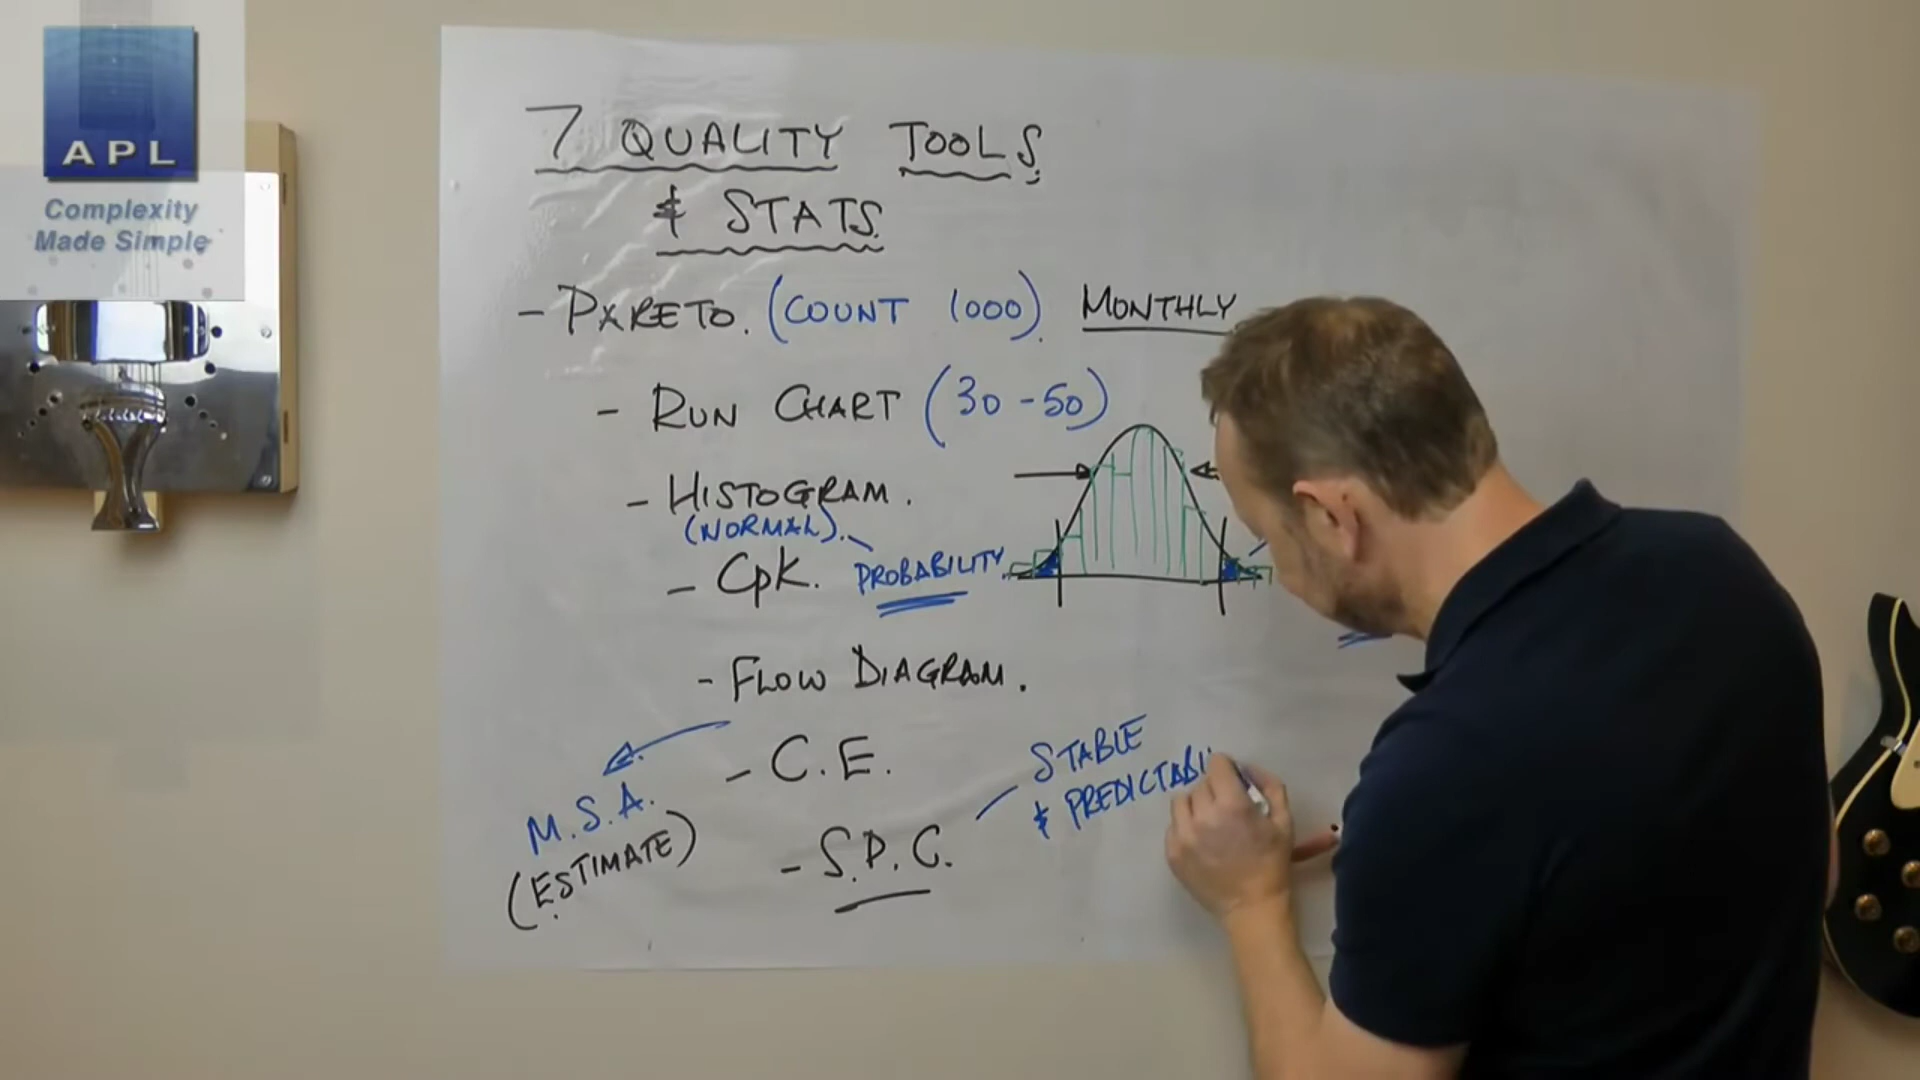 APL
Complexity
Made Simple
7 QUALITY TOOLS
& STATS.
- PARETO. (COUNT 1000). MONTHLY
- RUN CHART (30-50)
- HISTOGRAM.
(NORMAL).
- CpK. PROBABILITY
- FLOW DIAGRAM.
- C.E.
M.S.A.
(ESTIMATE)
- S.P.C.
STABLE
& PREDICTABL